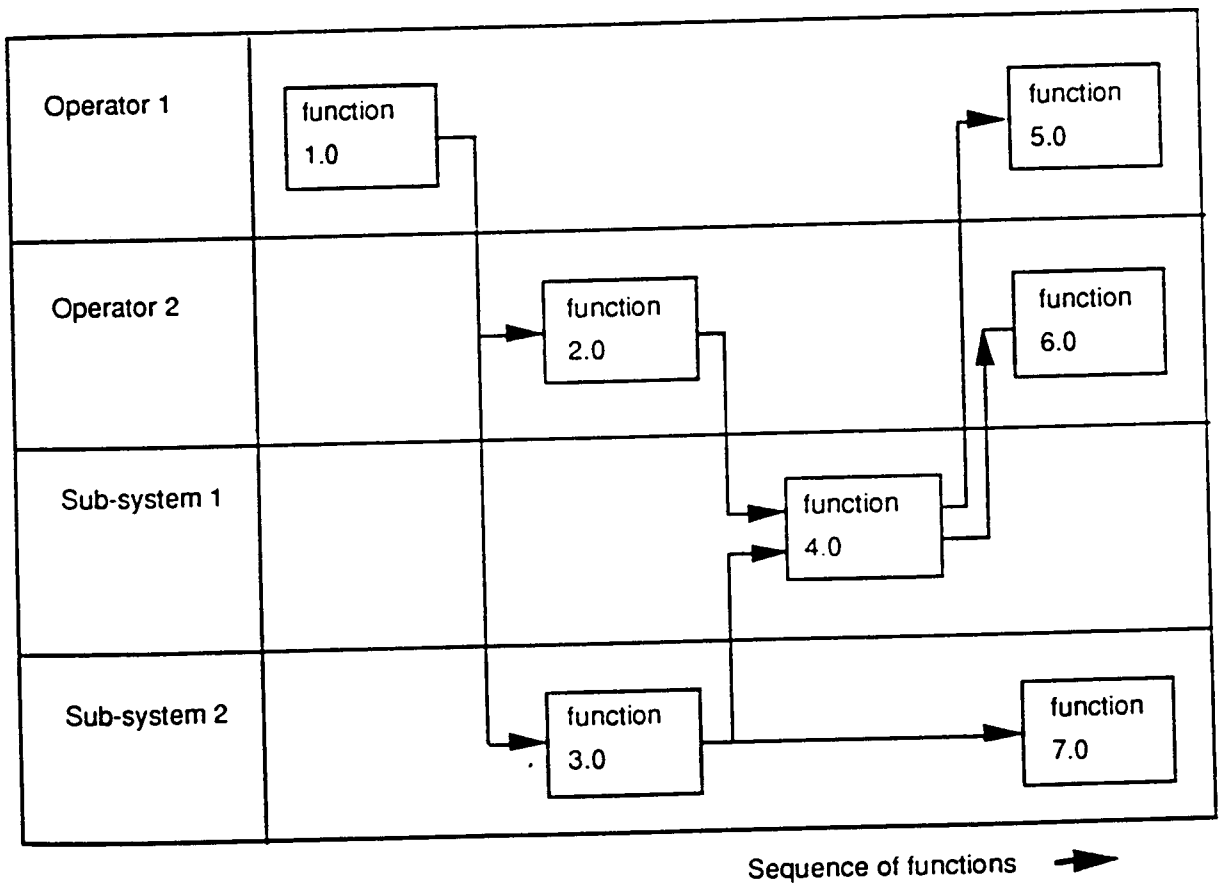 Operator 1
function
1.0
function
5.0
Operator 2
function
2.0
function
6.0
Sub-system 1
function
4.0
Sub-system 2
function
3.0
function
7.0
Sequence of functions